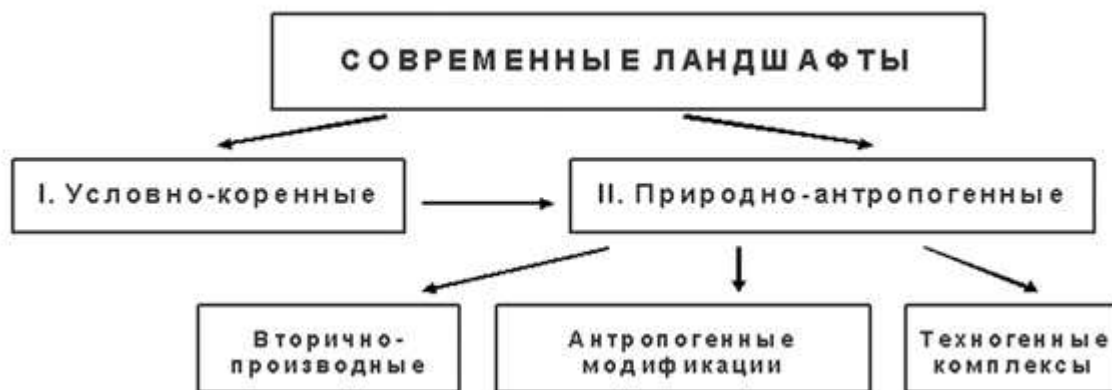 СОВРЕМЕННЫЕ ЛАНДШАФТЫ
I. Условно-коренные
II. Природно-антропогенные
Вторично-
производные
Антропогенные
модификации
Техногенные
комплексы